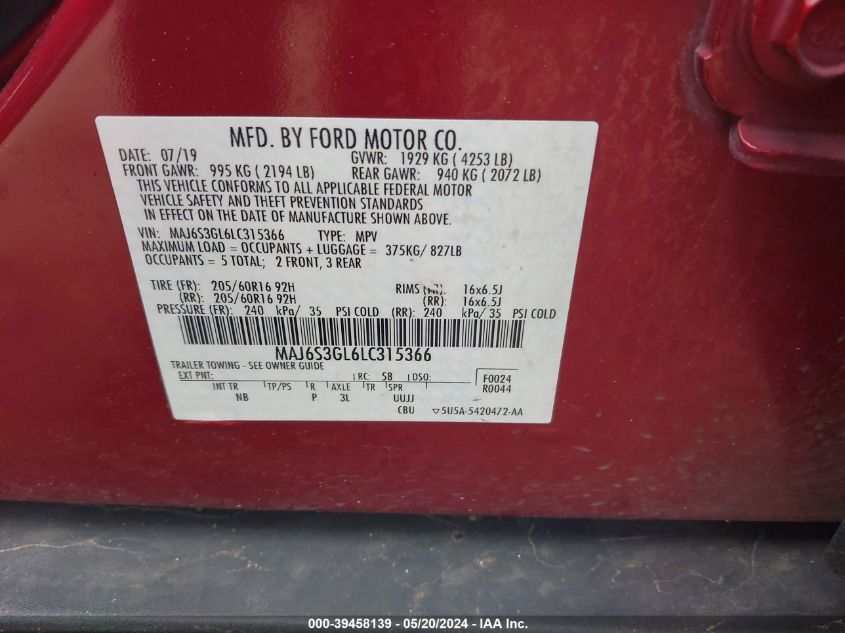 MFD. BY FORD MOTOR CO.
DATE: 07/19 GVWR: 1929 KG ( 4253 LB)
FRONT GAWR: 995 KG ( 2194 LB) REAR GAWR: 940 KG ( 2072 LB)
THIS VEHICLE CONFORMS TO ALL APPLICABLE FEDERAL MOTOR
VEHICLE SAFETY AND THEFT PREVENTION STANDARDS
IN EFFECT ON THE DATE OF MANUFACTURE SHOWN ABOVE.
VIN: MAJ6S3GL6LC315366 TYPE: MPV
MAXIMUM LOAD = OCCUPANTS + LUGGAGE = 375KG/ 827LB
OCCUPANTS = 5 TOTAL; 2 FRONT, 3 REAR
TIRE (FR): 205/60R16 92H RIMS (FR): 16x6.5J
(RR): 205/60R16 92H (RR): 16x6.5J
PRESSURE (FR): 240 kPa/ 35 PSI COLD (RR): 240 kPa/ 35 PSI COLD
MAJ6S3GL6LC315366
TRAILER TOWING - SEE OWNER GUIDE
EXT PNT: RC: 58 DSO: F0024
INT TR TP/PS R AXLE TR SPR R0044
NB P 3L UUJJ
CBU ▽5U5A-5420472-AA
000-39458139 - 05/20/2024 - IAA Inc.